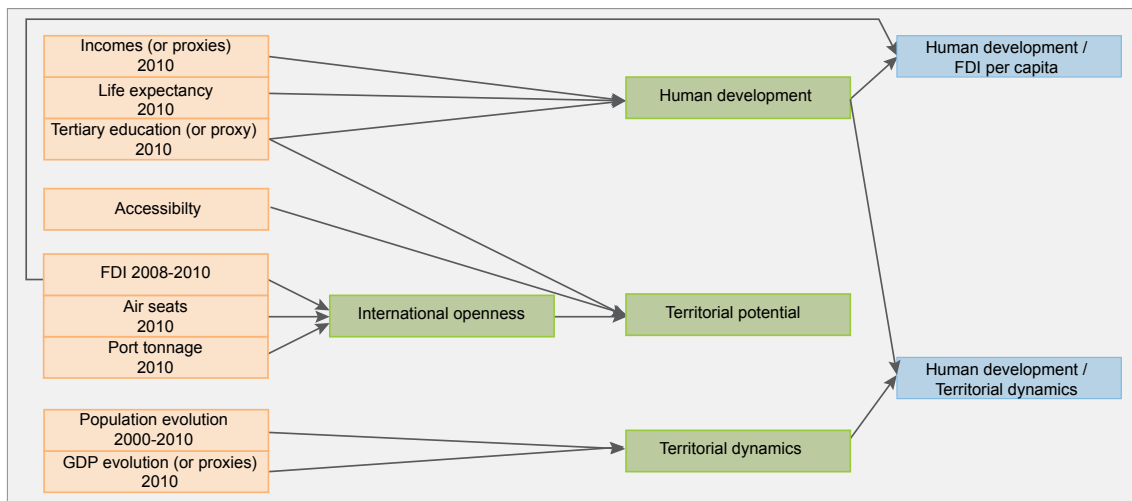 Incomes (or proxies)
2010
Life expectancy
2010
Tertiary education (or proxy)
2010
Accessibilty
FDI 2008-2010
Air seats
2010
Port tonnage
2010
Population evolution
2000-2010
GDP evolution (or proxies)
2010
International openness
Human development
Territorial potential
Territorial dynamics
Human development /
FDI per capita
Human development /
Territorial dynamics